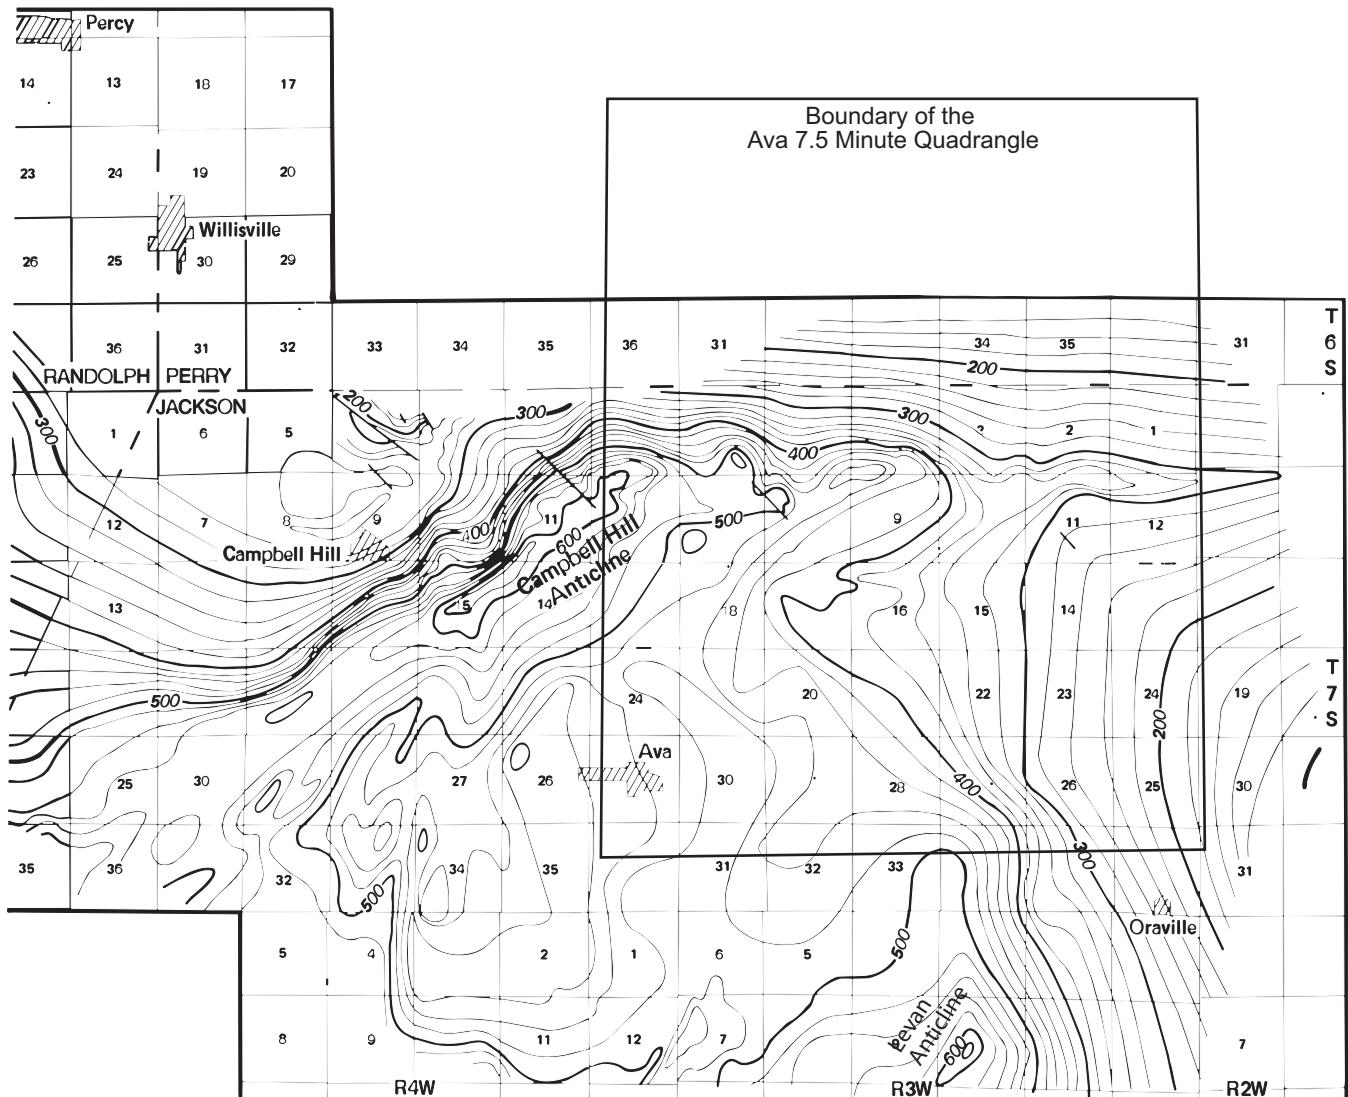 Percy
14 13 18 17
Boundary of the
Ava 7.5 Minute Quadrangle
23 24 19 20
Willisville
26 25 30 29
T
6
S
36 31 32 33 34 35 36 31 34 35 31
200
RANDOLPH PERRY
JACKSON
200 300 300
300
1 6 5 2 1
400
12 7 8 9 400 11 500 9 11 12
Campbell Hill
600
Campbell Hill
Anticline
13 15 14 18 16 15 14
T
7
S
500 24 20 22 23 24 19
200
Ava
25 30 27 26 30 28 400 26 25 30
35 36 32 34 35 31 32 33 300 31
500
Oraville
5 4 2 1 6 5 500
Levan
Anticline
8 9 11 12 7 600 7
R4W R3W R2W